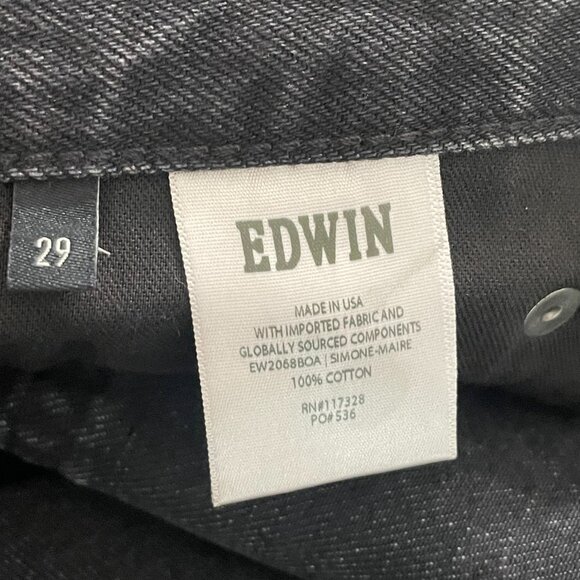 29
EDWIN
MADE IN USA
WITH IMPORTED FABRIC AND
GLOBALLY SOURCED COMPONENTS
EW2068BOA | SIMONE-MAIRE
100% COTTON
RN#117328
PO#536